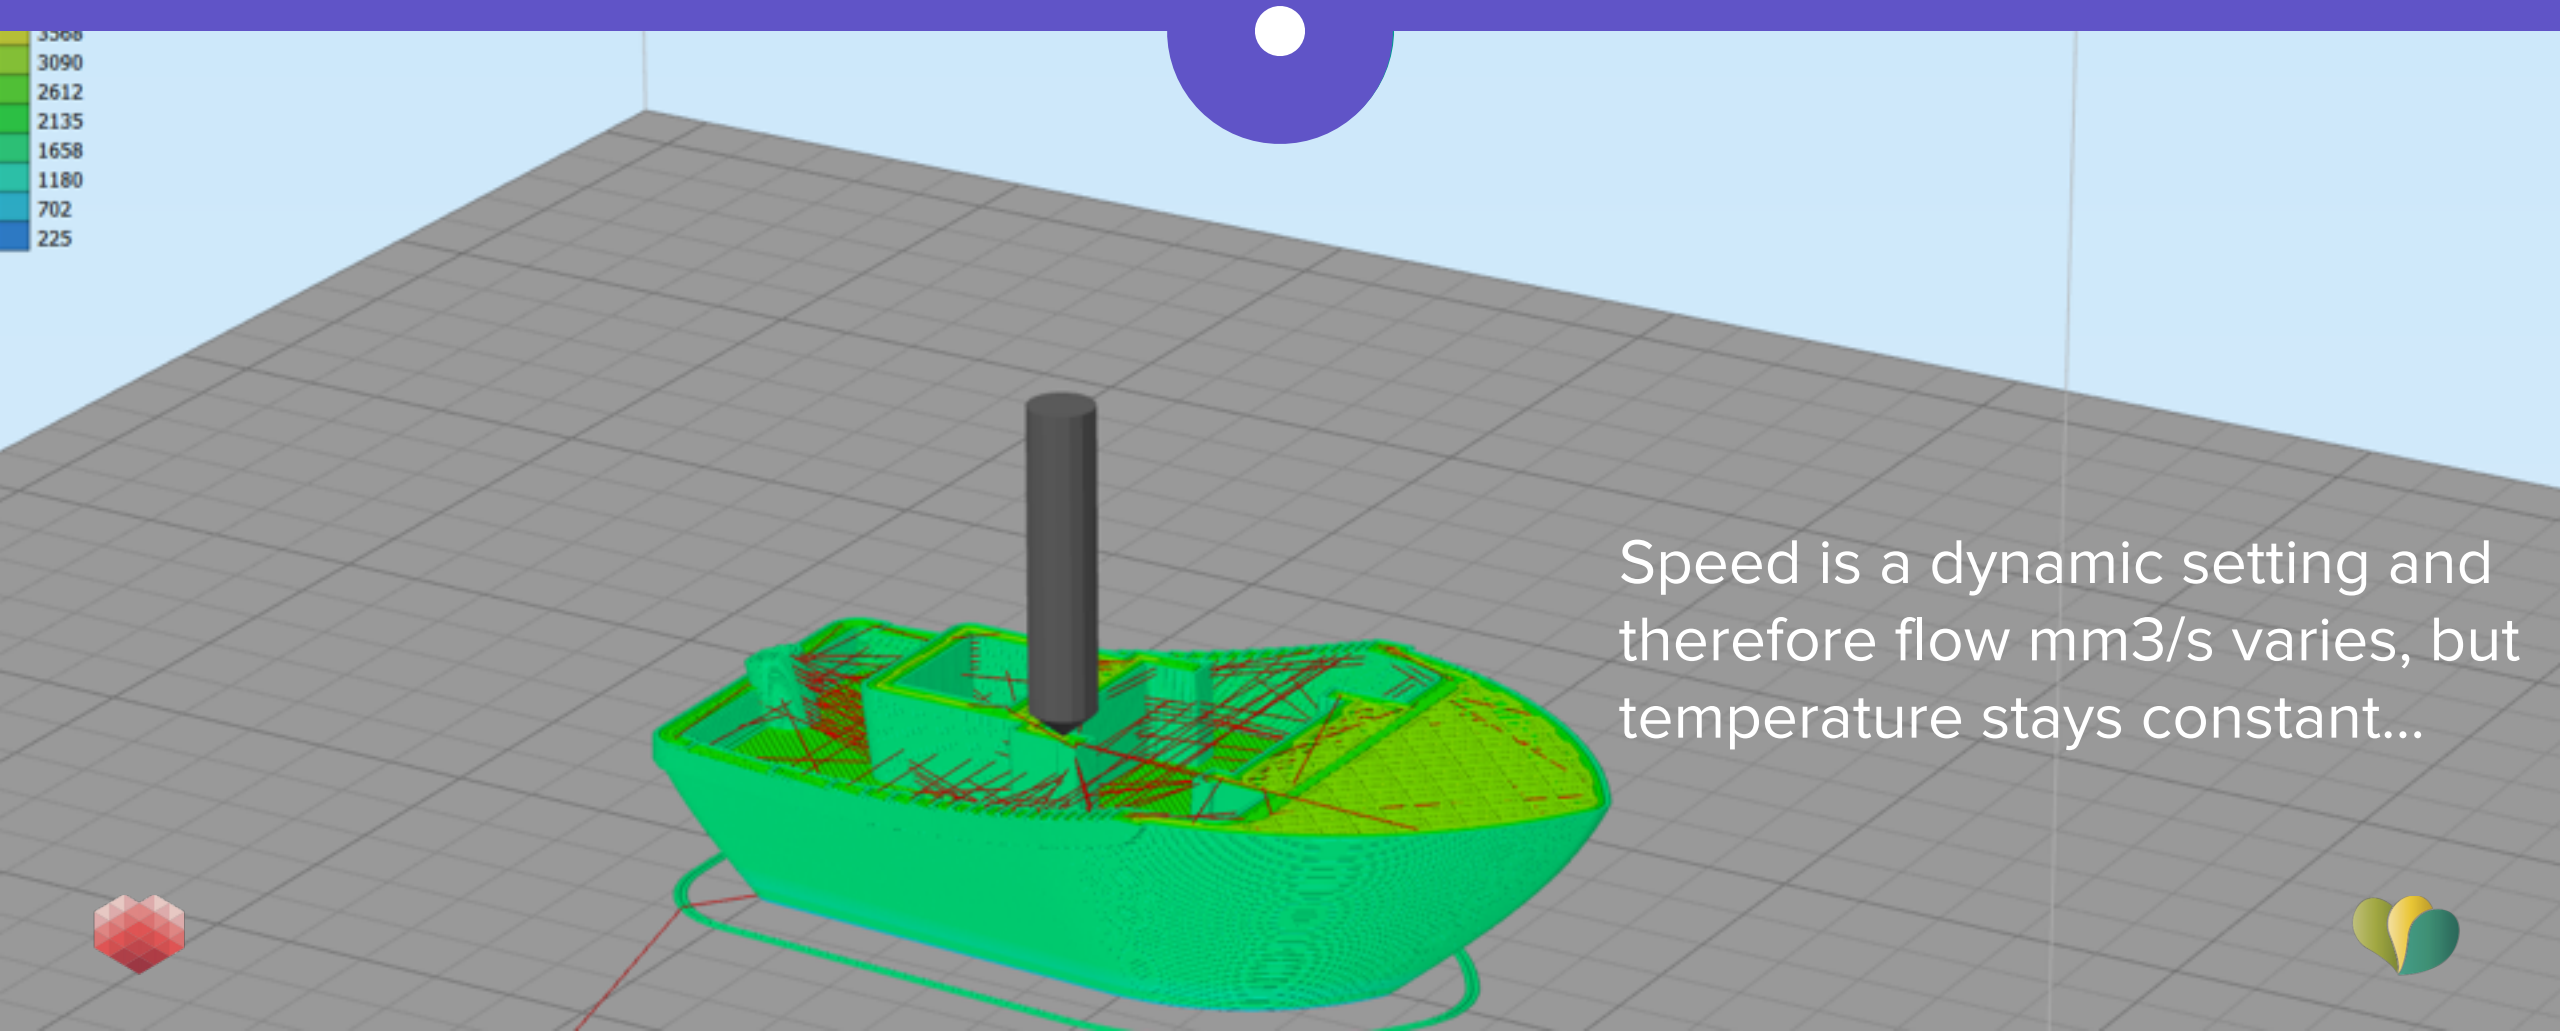 3568
3090
2612
2135
1658
1180
702
225
Speed is a dynamic setting and
therefore flow mm3/s varies, but
temperature stays constant...